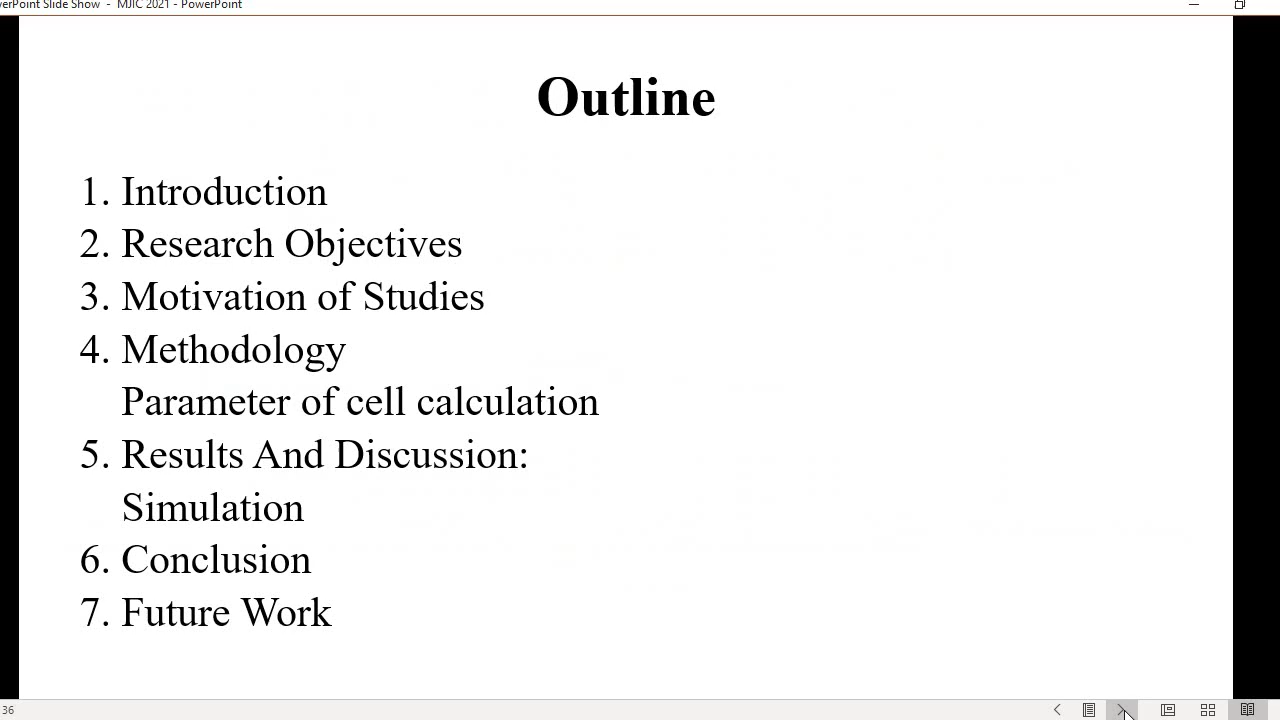 PowerPoint Slide Show - MJIC 2021 - PowerPoint
Outline
1. Introduction
2. Research Objectives
3. Motivation of Studies
4. Methodology
Parameter of cell calculation
5. Results And Discussion:
Simulation
6. Conclusion
7. Future Work
36